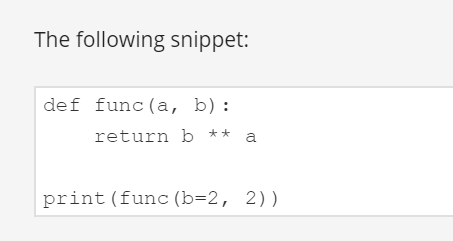 The following snippet:
def func(a, b):
    return b ** a
print(func(b=2, 2))